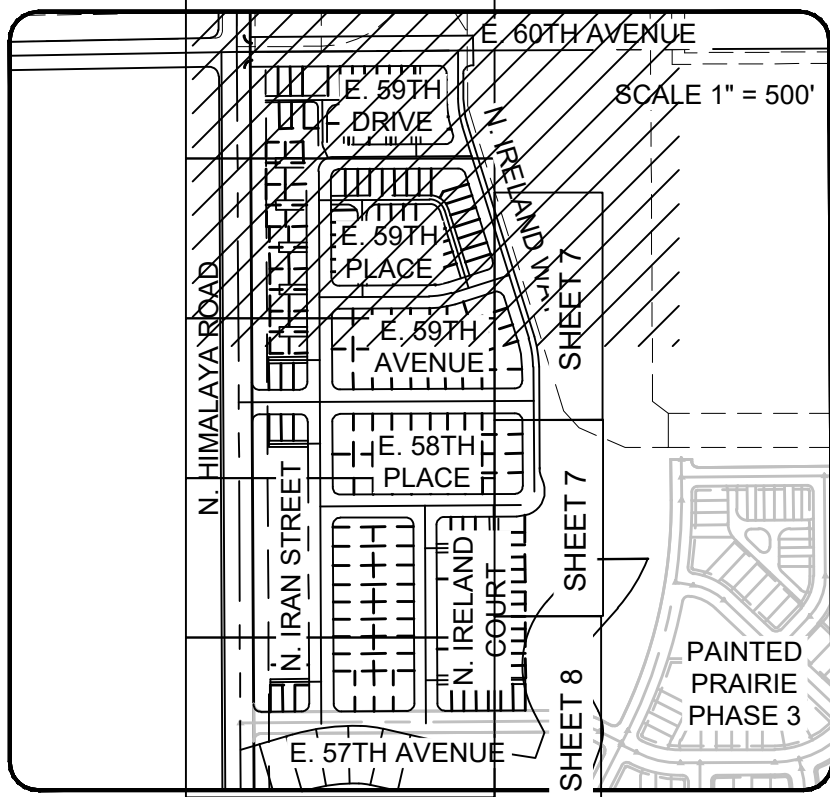 E. 60TH AVENUE
SCALE 1" = 500'
E. 59TH
DRIVE
N. IRELAND WAY
E. 59TH
PLACE
SHEET 7
N. HIMALAYA ROAD
E. 59TH
AVENUE
E. 58TH
PLACE
N. IRAN STREET
N. IRELAND
COURT
SHEET 7
PAINTED
PRAIRIE
PHASE 3
SHEET 8
E. 57TH AVENUE